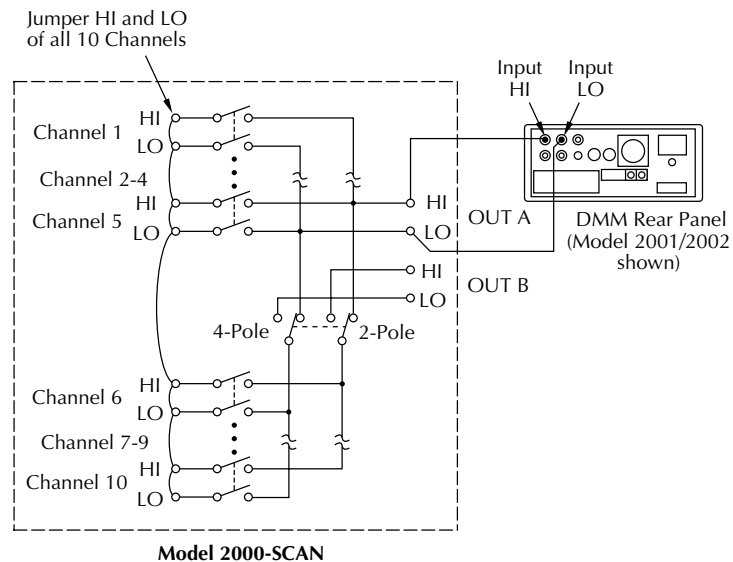 Jumper HI and LO
of all 10 Channels
Input
HI
Input
LO
Channel 1
HI
LO
Channel 2-4
Channel 5
HI
LO
HI
LO
OUT A
HI
LO
OUT B
DMM Rear Panel
(Model 2001/2002
shown)
4-Pole
2-Pole
Channel 6
HI
LO
Channel 7-9
Channel 10
HI
LO
Model 2000-SCAN